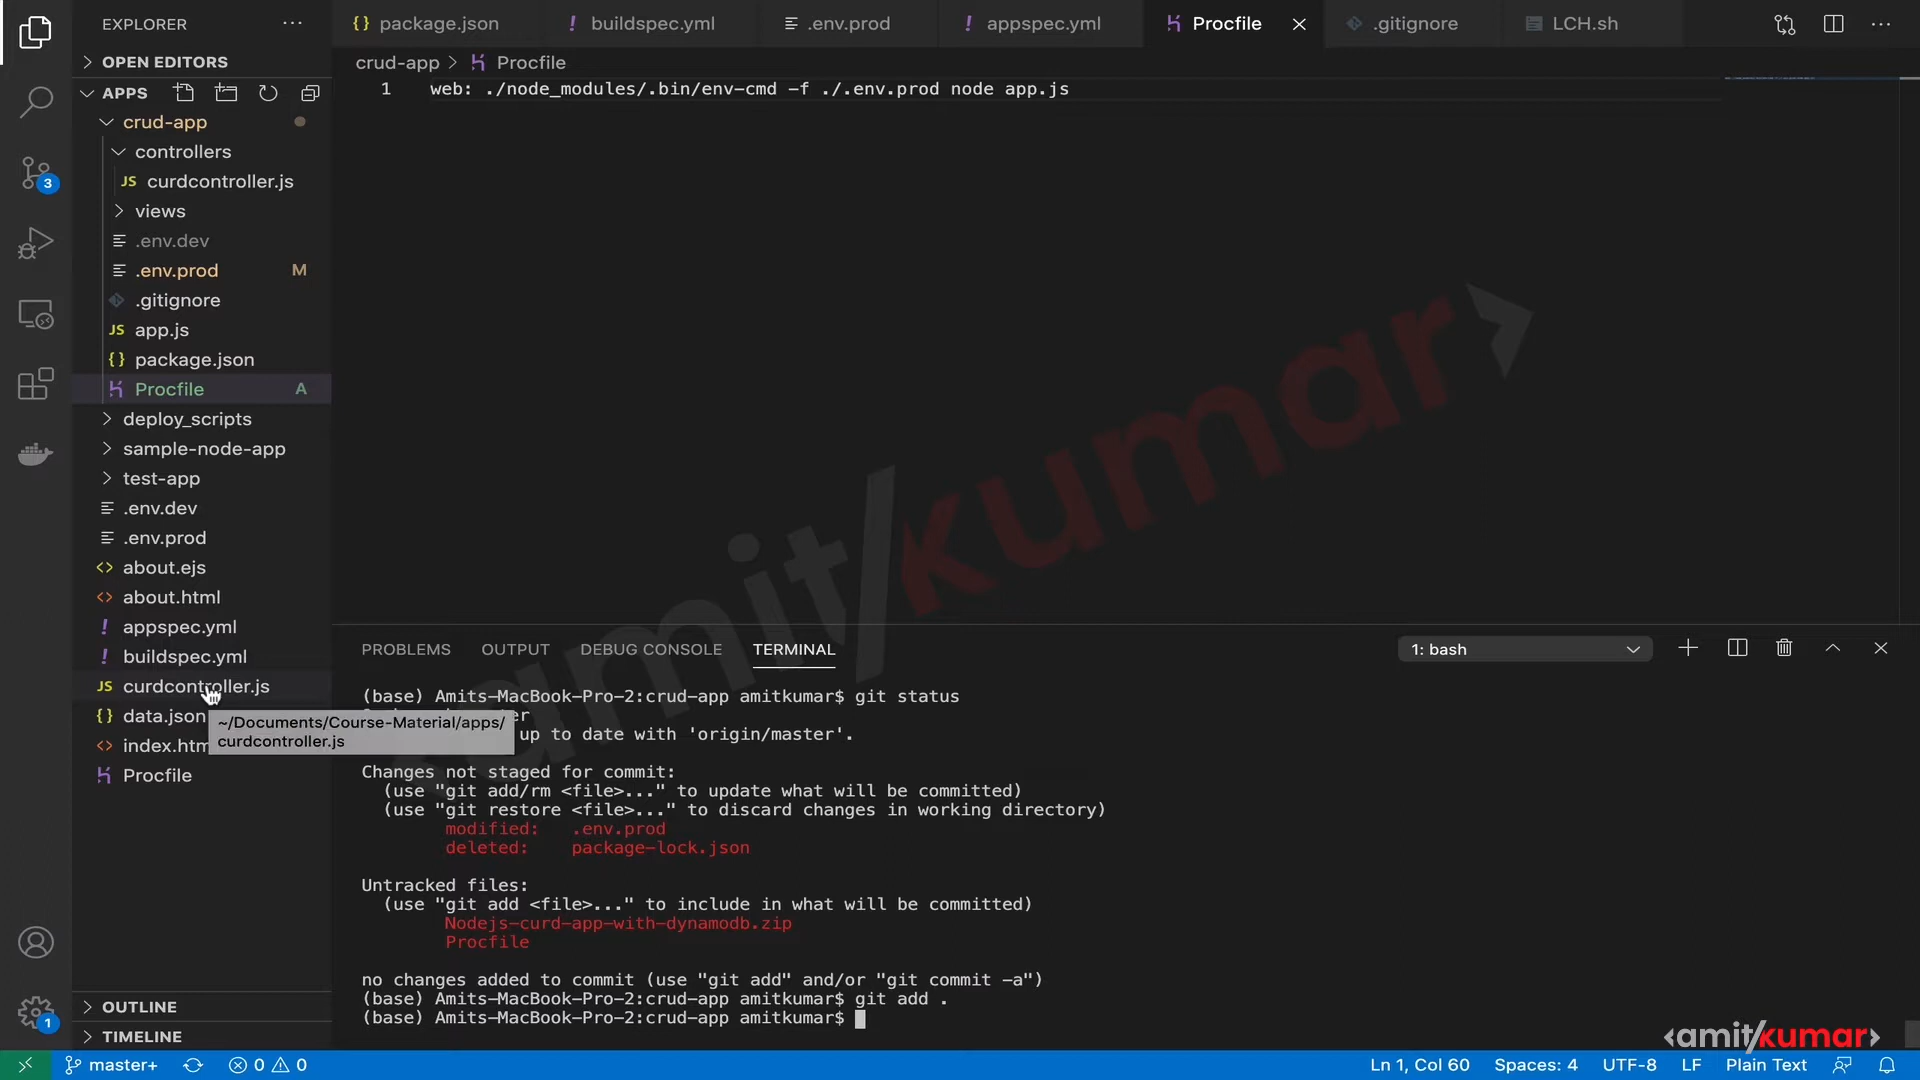 EXPLORER
OPEN EDITORS
APPS
crud-app
controllers
JS curdcontroller.js
views
.env.dev
.env.prod M
.gitignore
JS app.js
{} package.json
Procfile A
deploy_scripts
sample-node-app
test-app
.env.dev
.env.prod
<> about.ejs
<> about.html
! appspec.yml
! buildspec.yml
JS curdcontroller.js
{} data.json
~/Documents/Course-Material/apps/
curdcontroller.js
<> index.htm
Procfile
OUTLINE
TIMELINE
3
1
{} package.json
! buildspec.yml
.env.prod
! appspec.yml
Procfile
.gitignore
LCH.sh
crud-app > Procfile
1 web: ./node_modules/.bin/env-cmd -f ./.env.prod node app.js
amit/kumar>
PROBLEMS OUTPUT DEBUG CONSOLE TERMINAL
1: bash
(base) Amits-MacBook-Pro-2:crud-app amitkumar$ git status
er
up to date with 'origin/master'.
Changes not staged for commit:
(use "git add/rm <file>..." to update what will be committed)
(use "git restore <file>..." to discard changes in working directory)
modified: .env.prod
deleted: package-lock.json
Untracked files:
(use "git add <file>..." to include in what will be committed)
Nodejs-curd-app-with-dynamodb.zip
Procfile
no changes added to commit (use "git add" and/or "git commit -a")
(base) Amits-MacBook-Pro-2:crud-app amitkumar$ git add .
(base) Amits-MacBook-Pro-2:crud-app amitkumar$
<amit/kumar>
master+ 0 0 Ln 1, Col 60 Spaces: 4 UTF-8 LF Plain Text